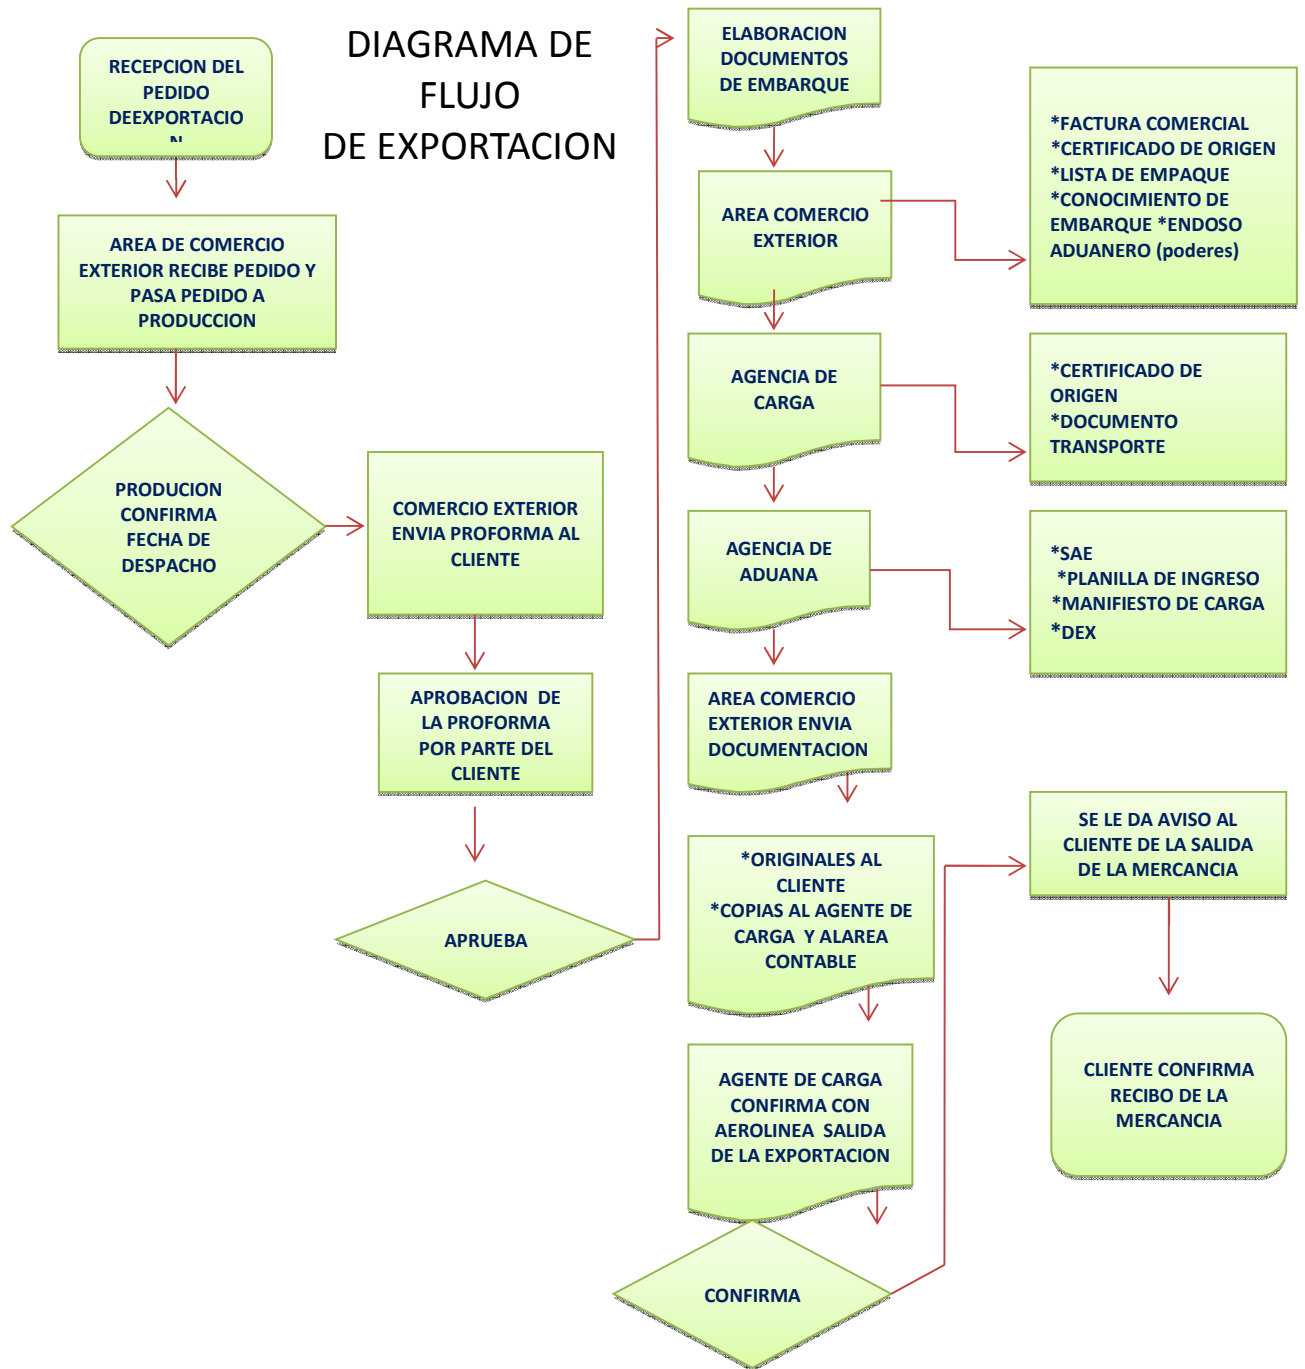 DIAGRAMA DE
FLUJO
DE EXPORTACION
RECEPCION DEL
PEDIDO
DEEXPORTACIO
N
AREA DE COMERCIO
EXTERIOR RECIBE PEDIDO Y
PASA PEDIDO A
PRODUCCION
PRODUCION
CONFIRMA
FECHA DE
DESPACHO
COMERCIO EXTERIOR
ENVIA PROFORMA AL
CLIENTE
APROBACION DE
LA PROFORMA
POR PARTE DEL
CLIENTE
APRUEBA
ELABORACION
DOCUMENTOS
DE EMBARQUE
AREA COMERCIO
EXTERIOR
*FACTURA COMERCIAL
*CERTIFICADO DE ORIGEN
*LISTA DE EMPAQUE
*CONOCIMIENTO DE
EMBARQUE *ENDOSO
ADUANERO (poderes)
AGENCIA DE
CARGA
*CERTIFICADO DE
ORIGEN
*DOCUMENTO
TRANSPORTE
AGENCIA DE
ADUANA
*SAE
*PLANILLA DE INGRESO
*MANIFIESTO DE CARGA
*DEX
AREA COMERCIO
EXTERIOR ENVIA
DOCUMENTACION
*ORIGINALES AL
CLIENTE
*COPIAS AL AGENTE DE
CARGA Y ALAREA
CONTABLE
AGENTE DE CARGA
CONFIRMA CON
AEROLINEA SALIDA
DE LA EXPORTACION
CONFIRMA
SE LE DA AVISO AL
CLIENTE DE LA SALIDA
DE LA MERCANCIA
CLIENTE CONFIRMA
RECIBO DE LA
MERCANCIA